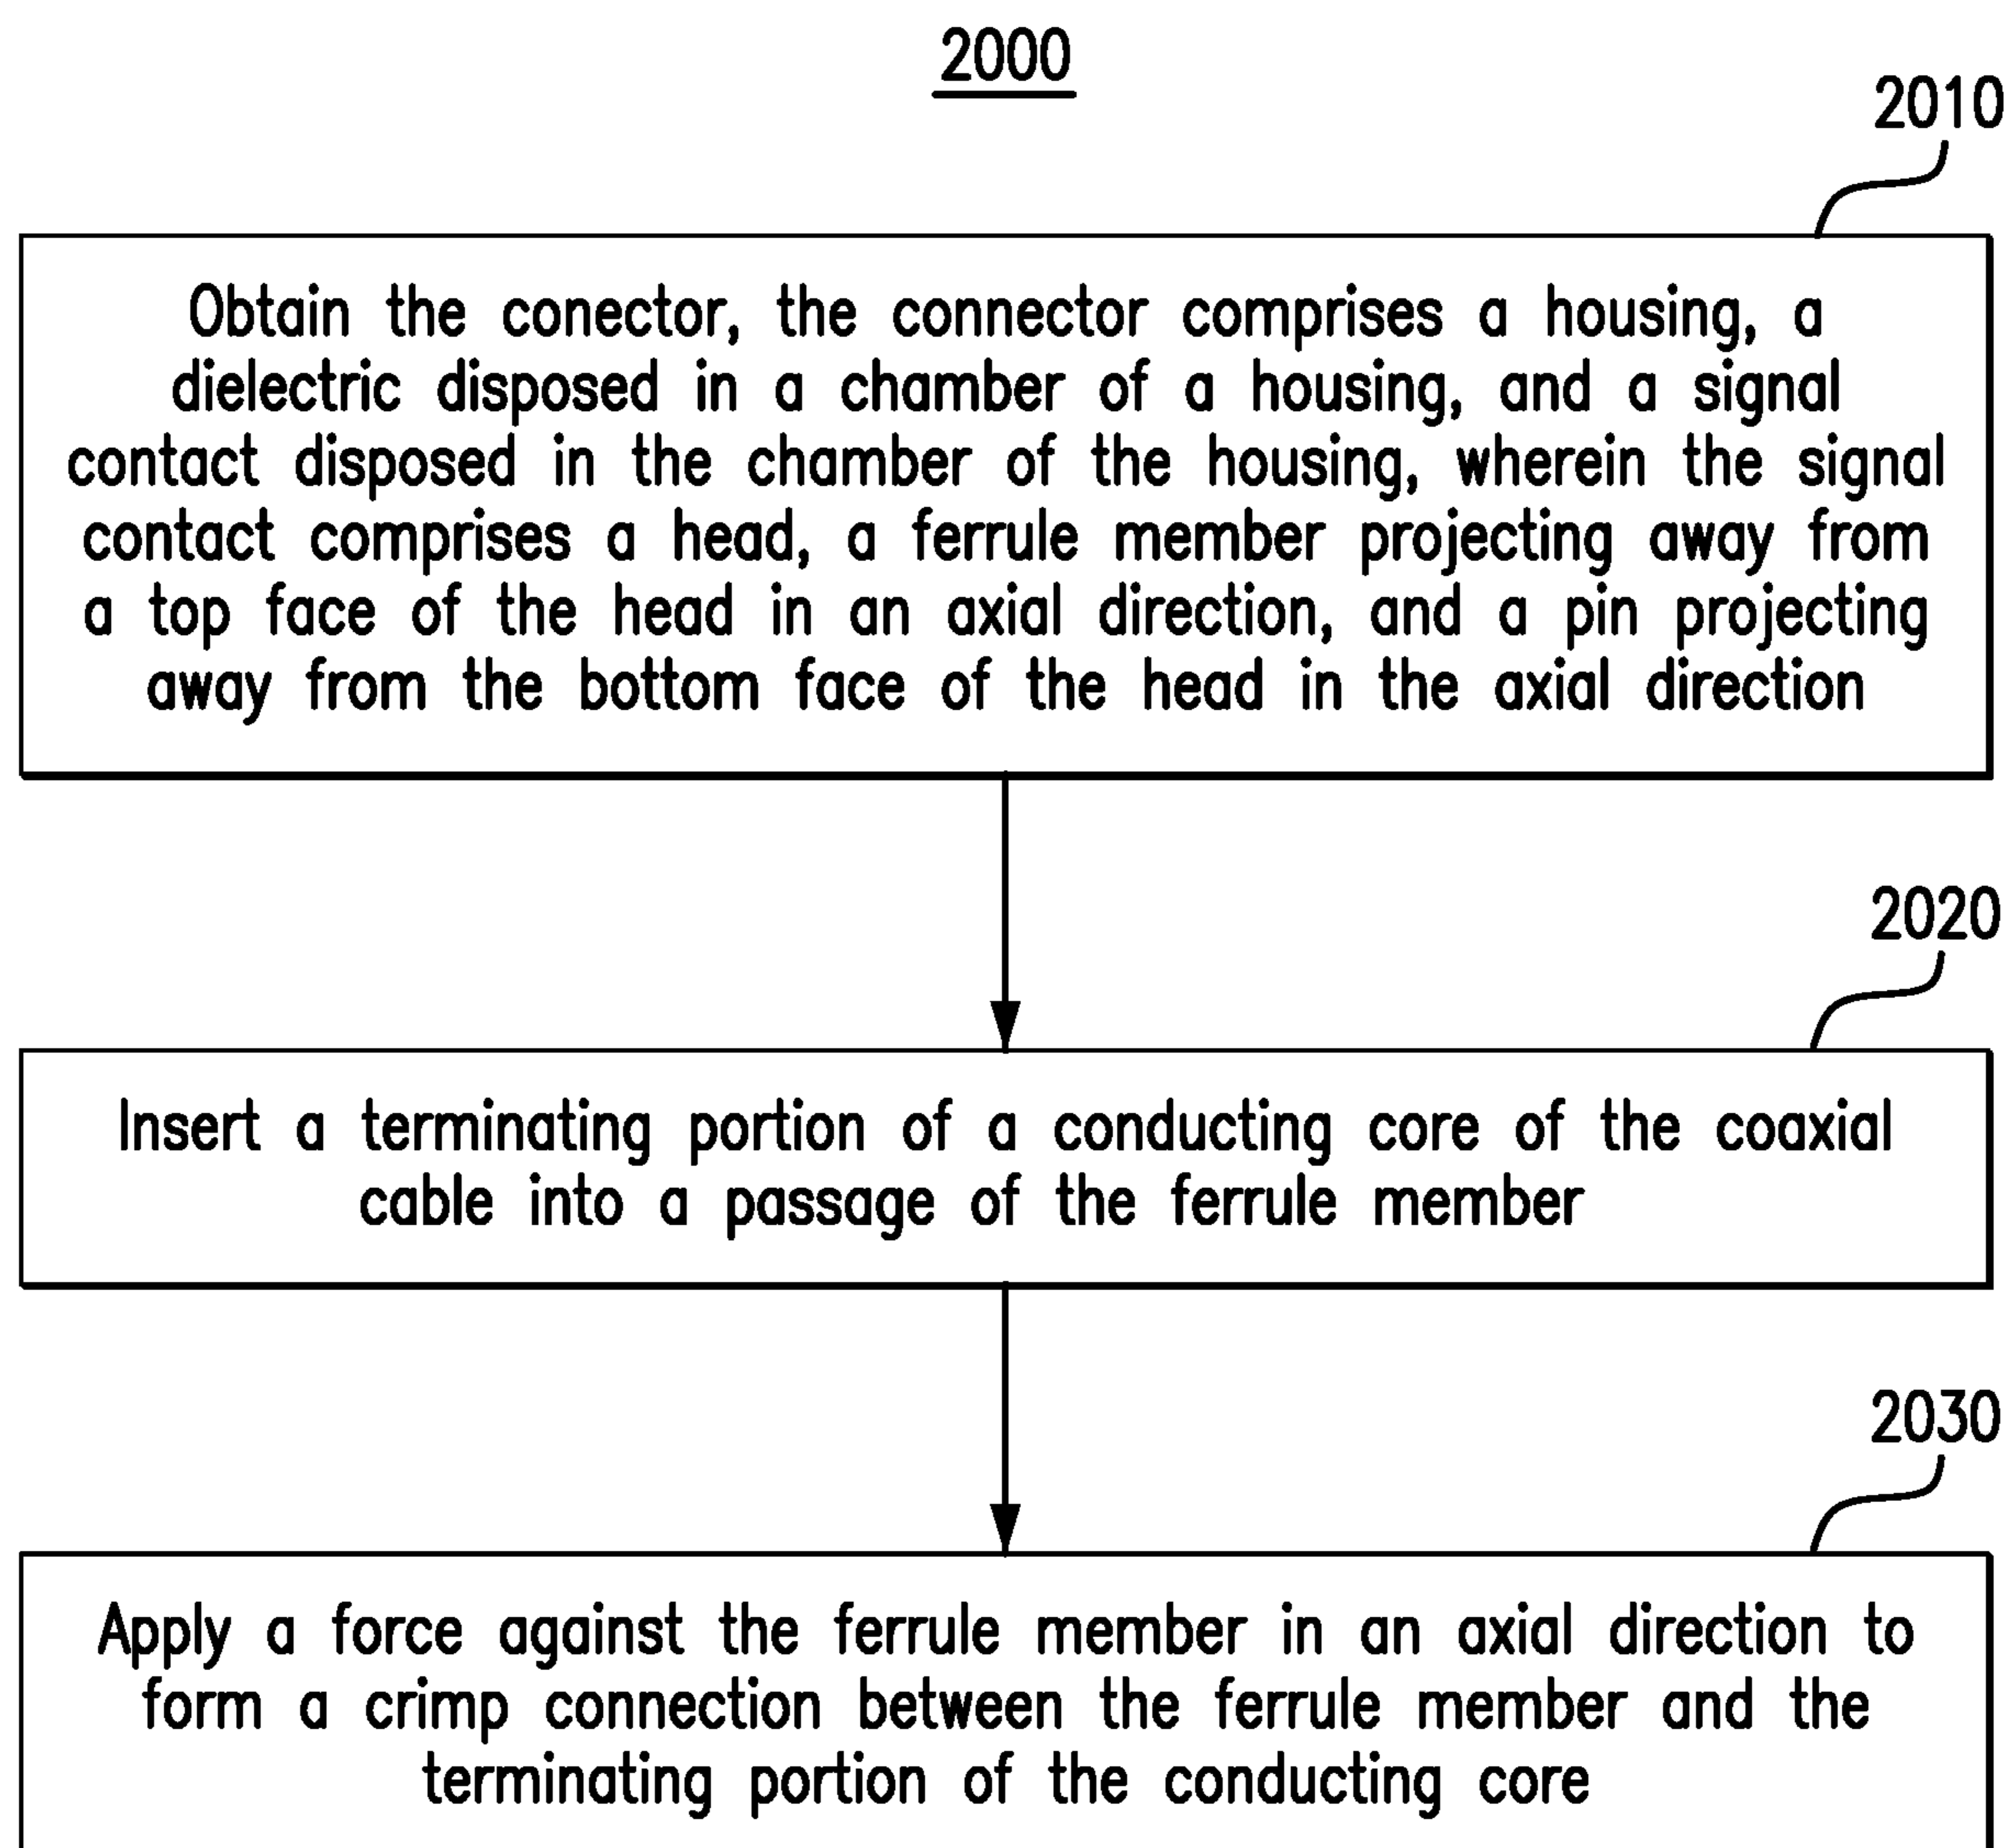 2000
2010
Obtain the conector, the connector comprises a housing, a
dielectric disposed in a chamber of a housing, and a signal
contact disposed in the chamber of the housing, wherein the signal
contact comprises a head, a ferrule member projecting away from
a top face of the head in an axial direction, and a pin projecting
away from the bottom face of the head in the axial direction
2020
Insert a terminating portion of a conducting core of the coaxial
cable into a passage of the ferrule member
2030
Apply a force against the ferrule member in an axial direction to
form a crimp connection between the ferrule member and the
terminating portion of the conducting core